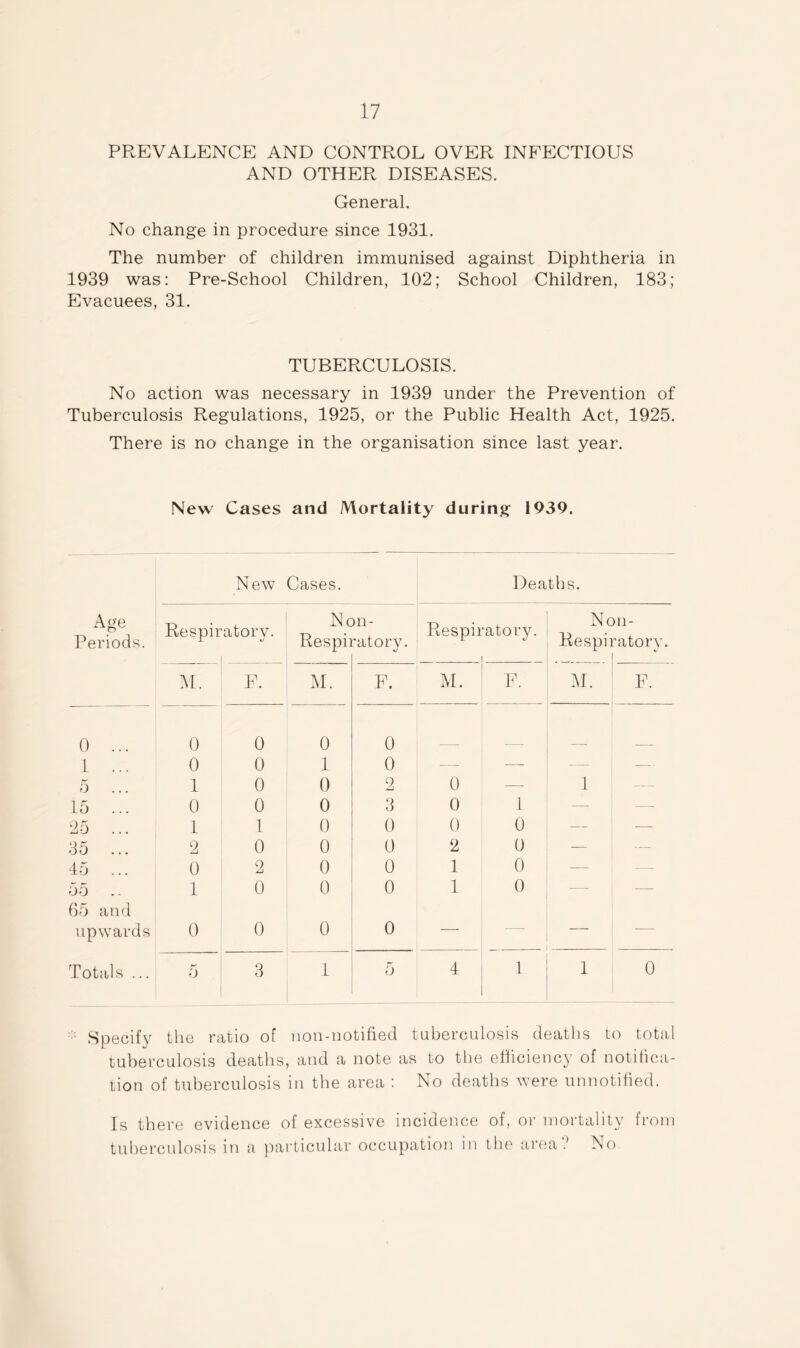 17
PREVALENCE AND CONTROL OVER INFECTIOUS
AND OTHER DISEASES.
General.
No change in procedure since 1931.
The number of children immunised against Diphtheria in
1939 was: Pre-School Children, 102; School Children, 183;
Evacuees, 31.
TUBERCULOSIS.
No action was necessary in 1939 under the Prevention of
Tuberculosis Regulations, 1925, or the Public Health Act, 1925.
There is no change in the organisation since last year.
New Cases and Mortality during 1939.
New Cases. Deaths.
Age Periods. Respiratory. Non-Respiratory. Respiratory. Non-Respiratory.
M. F. M. F. M. F. M. F.
0 ... 0 0 0 0 — — — —
1 ... 0 0 1 0 — — — —
5 ... 1 0 0 2 0 — 1 —
15 ... 0 0 0 3 0 1 — —
25 ... 1 1 0 0 0 0 — —
35 ... 2 0 0 0 2 0 — —
45 ... 0 2 0 0 1 0 — —
55 .. 1 0 0 0 1 0 — —
65 and
upwards 0 0 0 0 — — — —
Totals ... 5 3 1 5 4 1 1 0
* Specify the ratio of non-notified tuberculosis deaths to total
tuberculosis deaths, and a note as to the efficiency of notifica-
tion of tuberculosis in the area : No deaths were unnotified.
Is there evidence of excessive incidence of, or mortality from
tuberculosis in a particular occupation in the area? No